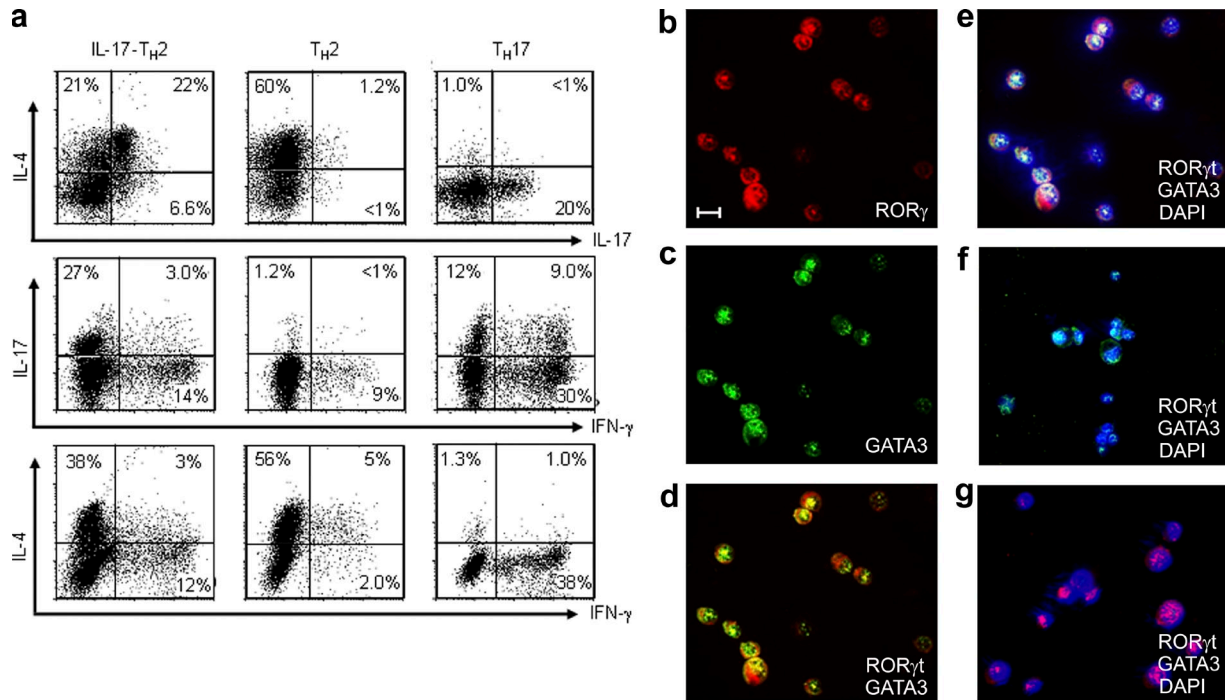 a
IL-17-TH2
TH2
TH17
21% 22%
6.6%
60% 1.2%
<1%
1.0% <1%
20%
IL-4
IL-17
27% 3.0%
14%
1.2% <1%
9%
12% 9.0%
30%
IL-17
IFN-γ
38% 3%
12%
56% 5%
2.0%
1.3% 1.0%
38%
IL-4
IFN-γ
b
RORγ
c
GATA3
d
RORγt
GATA3
e
RORγt
GATA3
DAPI
f
RORγt
GATA3
DAPI
g
RORγt
GATA3
DAPI